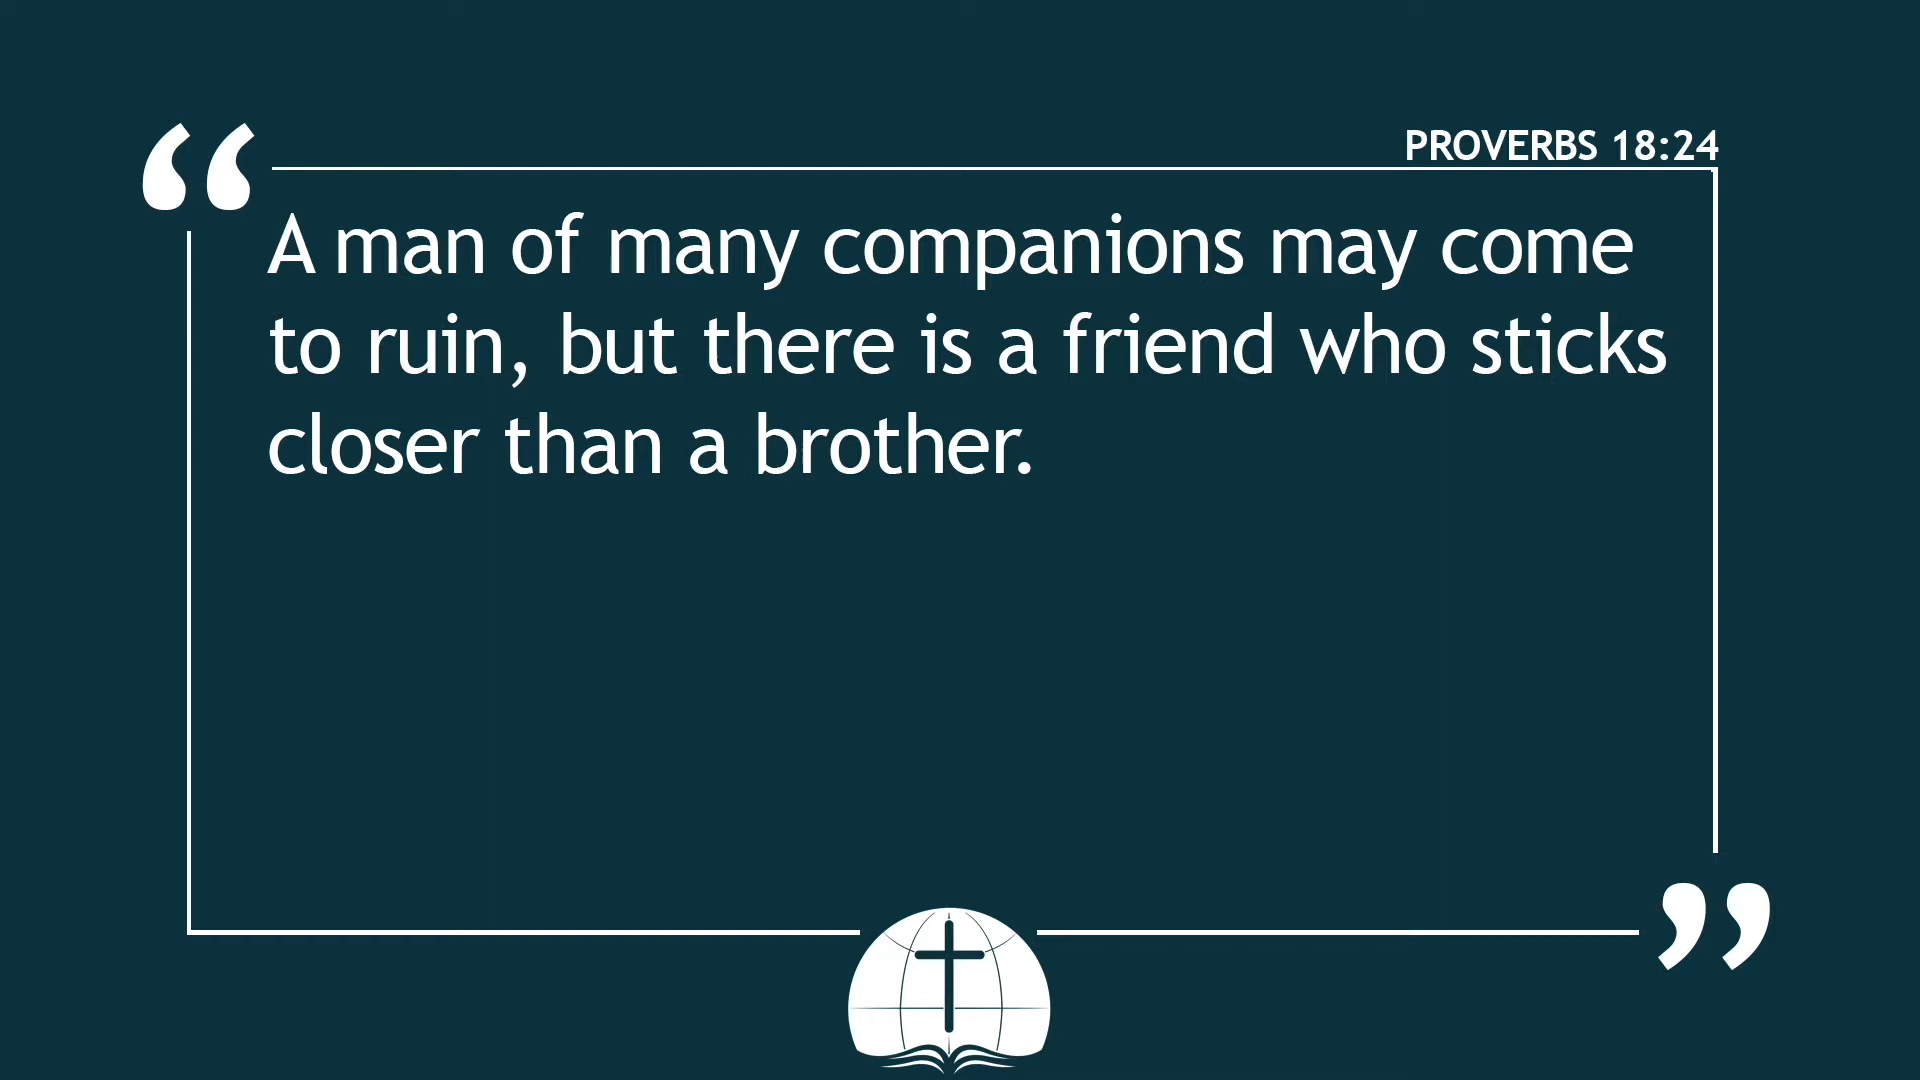 PROVERBS 18:24
“
A man of many companions may come
to ruin, but there is a friend who sticks
closer than a brother.
”